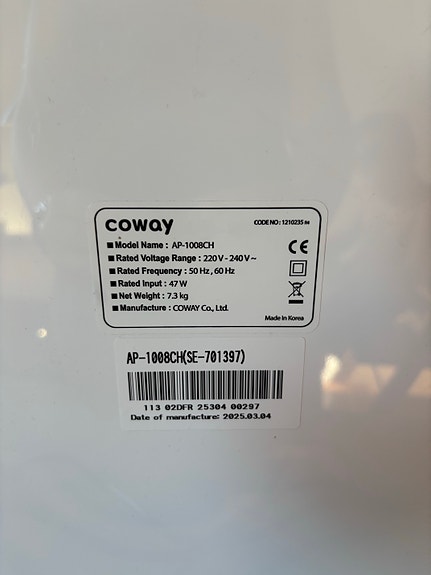 coway
CODE NO : 1210235
■ Model Name : AP-1008CH
■ Rated Voltage Range : 220 V - 240 V ~
■ Rated Frequency : 50 Hz , 60 Hz
■ Rated Input : 47 W
■ Net Weight : 7.3 kg
■ Manufacture : COWAY Co., Ltd.
CE
Made in Korea
AP-1008CH(SE-701397)
113 02DFR 25304 00297
Date of manufacture: 2025.03.04